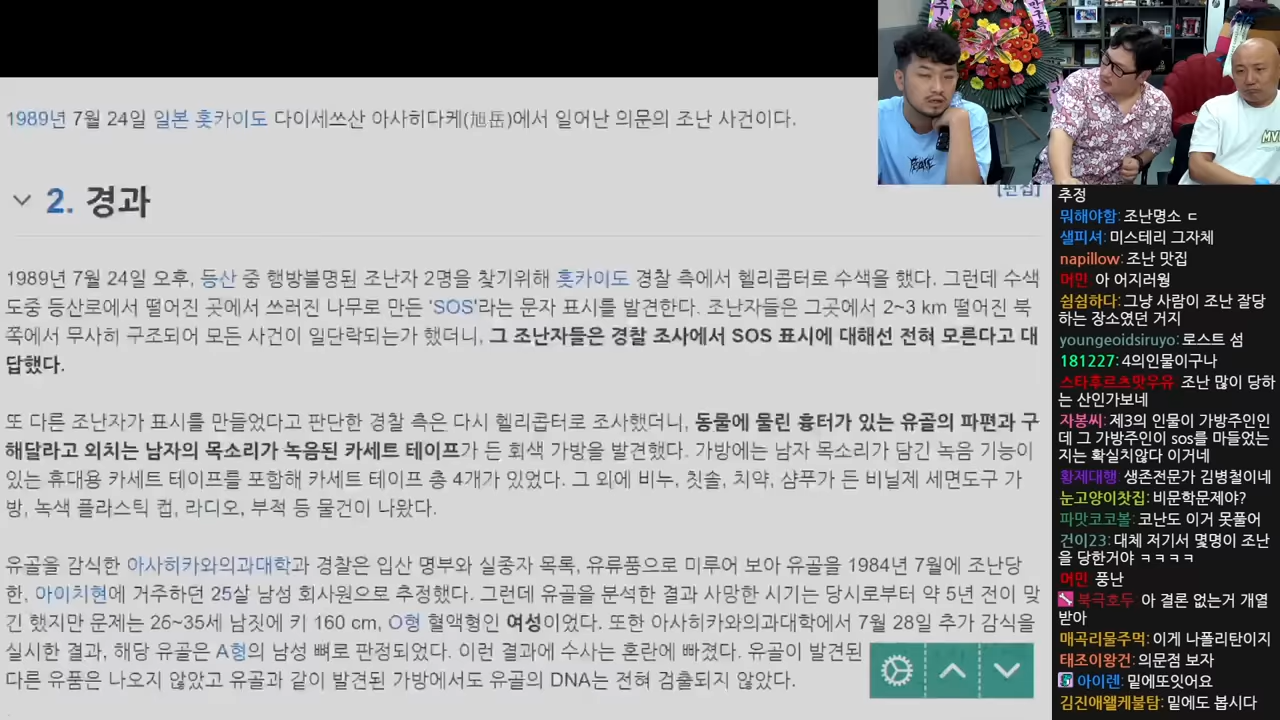 1989년 7월 24일 일본 홋카이도 다이세쓰산 아사히다케(旭岳)에서 일어난 의문의 조난 사건이다.
2. 경과
[편집]
1989년 7월 24일 오후, 등산 중 행방불명된 조난자 2명을 찾기위해 홋카이도 경찰 측에서 헬리콥터로 수색을 했다. 그런데 수색
도중 등산로에서 떨어진 곳에서 쓰러진 나무로 만든 'SOS'라는 문자 표시를 발견한다. 조난자들은 그곳에서 2~3 km 떨어진 북
쪽에서 무사히 구조되어 모든 사건이 일단락되는가 했더니, 그 조난자들은 경찰 조사에서 SOS 표시에 대해선 전혀 모른다고 대
답했다.
또 다른 조난자가 표시를 만들었다고 판단한 경찰 측은 다시 헬리콥터로 조사했더니, 동물에 물린 흉터가 있는 유골의 파편과 구
해달라고 외치는 남자의 목소리가 녹음된 카세트 테이프가 든 회색 가방을 발견했다. 가방에는 남자 목소리가 담긴 녹음 기능이
있는 휴대용 카세트 테이프를 포함해 카세트 테이프 총 4개가 있었다. 그 외에 비누, 칫솔, 치약, 샴푸가 든 비닐제 세면도구 가
방, 녹색 플라스틱 컵, 라디오, 부적 등 물건이 나왔다.
유골을 감식한 아사히카와의과대학과 경찰은 입산 명부와 실종자 목록, 유류품으로 미루어 보아 유골을 1984년 7월에 조난당
한, 아이치현에 거주하던 25살 남성 회사원으로 추정했다. 그런데 유골을 분석한 결과 사망한 시기는 당시로부터 약 5년 전이 맞
긴 했지만 문제는 25~35세 남짓에 키 160 cm, O형 혈액형인 여성이었다. 또한 아사히카와의과대학에서 7월 28일 추가 감식을
실시한 결과, 해당 유골은 A형의 남성 뼈로 판정되었다. 이런 결과에 수사는 혼란에 빠졌다. 유골이 발견된
다른 유품은 나오지 않았고 유골과 같이 발견된 가방에서도 유골의 DNA는 전혀 검출되지 않았다.
추정
뭐해야함: 조난명소 ㄷ
샐피셔: 미스테리 그자체
napillow: 조난 맛집
머민 아 어지러웡
쉼쉼하다: 그냥 사람이 조난 잘당
하는 장소였던 거지
youngeoidsiruyo: 로스트 섬
181227: 4의인물이구나
스타후르츠맛우유 조난 많이 당하
는 산인가보네
자봉씨: 제3의 인물이 가방주인인
데 그 가방주인이 sos를 마들었는
지는 확실치않다 이거네
황제대행: 생존전문가 김병철이네
눈고양이찻집: 비문학문제야?
파맛코코볼: 코난도 이거 못풀어
건이23: 대체 저기서 몇명이 조난
을 당한거야 ㅋㅋㅋㅋ
머민 풍난
북극호두 아 결론 없는거 개열
받아
매곡리물주먹: 이게 나폴리탄이지
태조이왕건: 의문점 보자
아이렌: 밑에또잇어요
김진애왤케불탐: 밑에도 봅시다